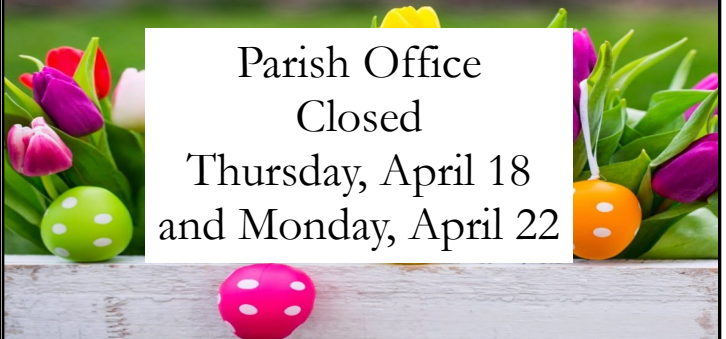 Parish Office
Closed
Thursday, April 18
and Monday, April 22